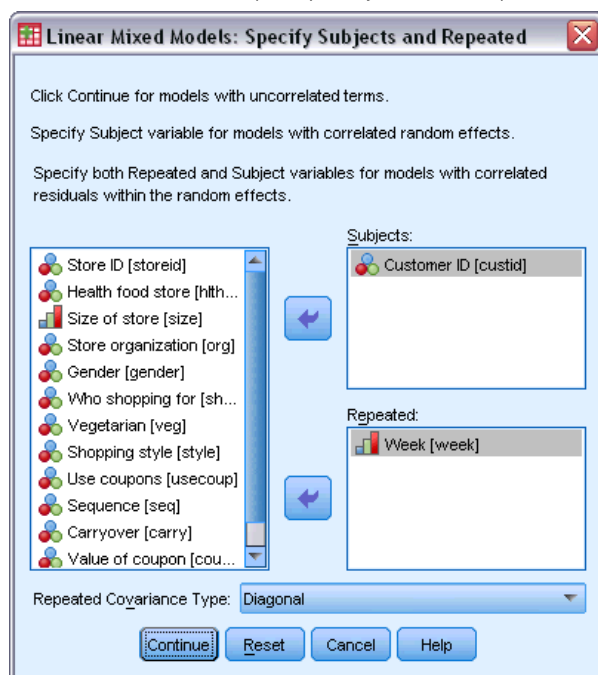 Linear Mixed Models: Specify Subjects and Repeated
Click Continue for models with uncorrelated terms.
Specify Subject variable for models with correlated random effects.
Specify both Repeated and Subject variables for models with correlated
residuals within the random effects.
Store ID [storeid]
Health food store [hlth...
Size of store [size]
Store organization [org]
Gender [gender]
Who shopping for [sh...
Vegetarian [veg]
Shopping style [style]
Use coupons [usecoup]
Sequence [seq]
Carryover [carry]
Value of coupon [cou...
Subjects:
Customer ID [custid]
Repeated:
Week [week]
Repeated Covariance Type: Diagonal
Continue Reset Cancel Help